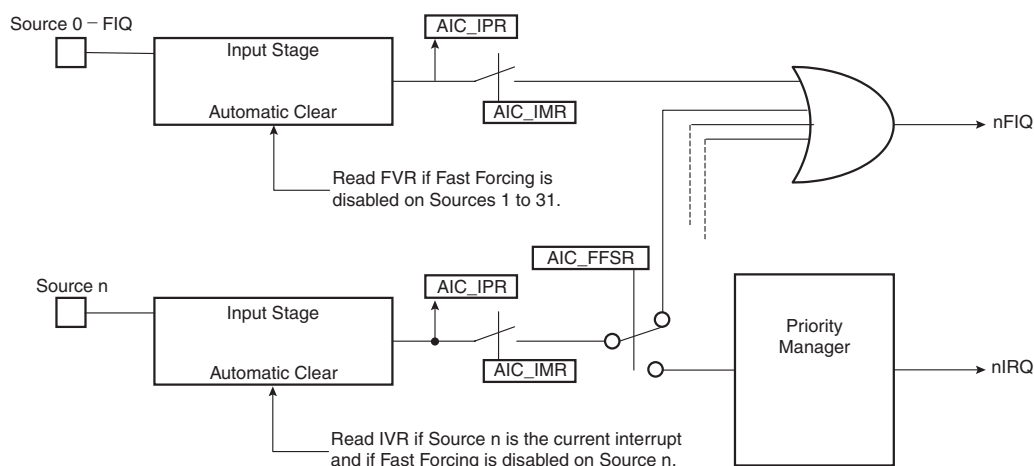 Source 0 – FIQ
AIC_IPR
Input Stage
Automatic Clear
AIC_IMR
nFIQ
Read FVR if Fast Forcing is
disabled on Sources 1 to 31.
AIC_FFSR
Source n
AIC_IPR
Input Stage
Priority
Manager
Automatic Clear
AIC_IMR
nIRQ
Read IVR if Source n is the current interrupt
and if Fast Forcing is disabled on Source n.